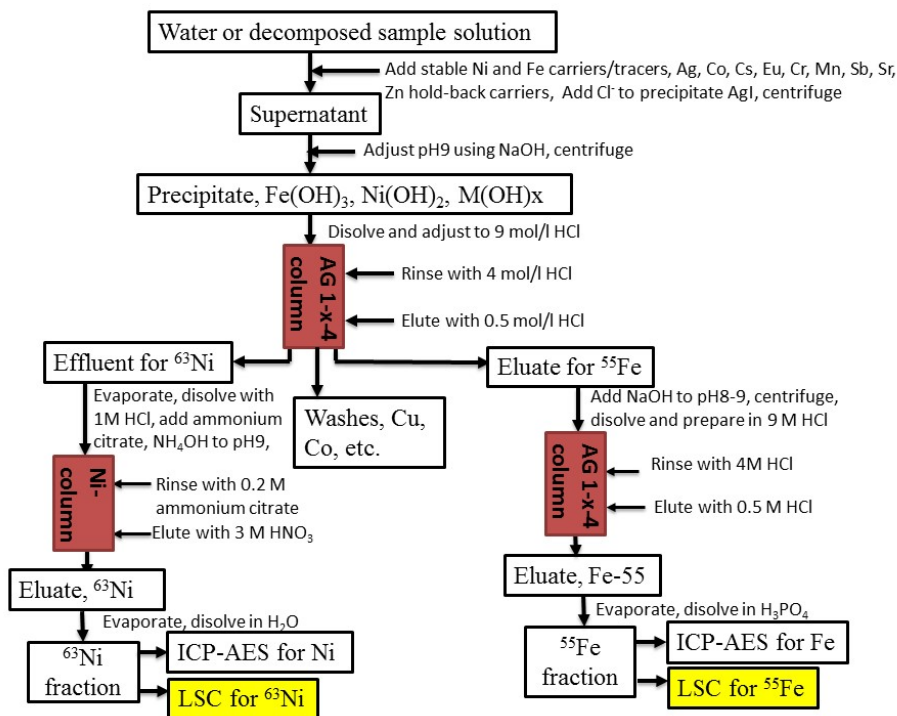 Water or decomposed sample solution
Add stable Ni and Fe carriers/tracers, Ag, Co, Cs, Eu, Cr, Mn, Sb, Sr,
Zn hold-back carriers, Add Cl⁻ to precipitate AgI, centrifuge
Supernatant
Adjust pH9 using NaOH, centrifuge
Precipitate, Fe(OH)₃, Ni(OH)₂, M(OH)x
Disolve and adjust to 9 mol/l HCl
AG 1-x-4
column
Rinse with 4 mol/l HCl
Elute with 0.5 mol/l HCl
Effluent for ⁶³Ni
Eluate for ⁵⁵Fe
Evaporate, disolve with
1M HCl, add ammonium
citrate, NH₄OH to pH9,
Washes, Cu,
Co, etc.
Add NaOH to pH8-9, centrifuge,
disolve and prepare in 9 M HCl
Ni-
column
Rinse with 0.2 M
ammonium citrate
Elute with 3 M HNO₃
AG 1-x-4
column
Rinse with 4M HCl
Elute with 0.5 M HCl
Eluate, ⁶³Ni
Evaporate, disolve in H₂O
⁶³Ni
fraction
ICP-AES for Ni
LSC for ⁶³Ni
Eluate, Fe-55
Evaporate, disolve in H₃PO₄
⁵⁵Fe
fraction
ICP-AES for Fe
LSC for ⁵⁵Fe